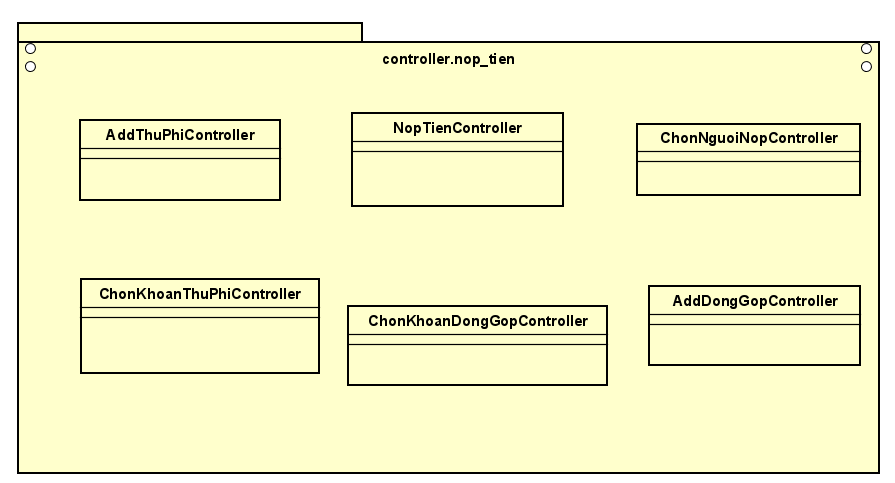 controller.nop_tien
AddThuPhiController
NopTienController
ChonNguoiNopController
ChonKhoanThuPhiController
ChonKhoanDongGopController
AddDongGopController